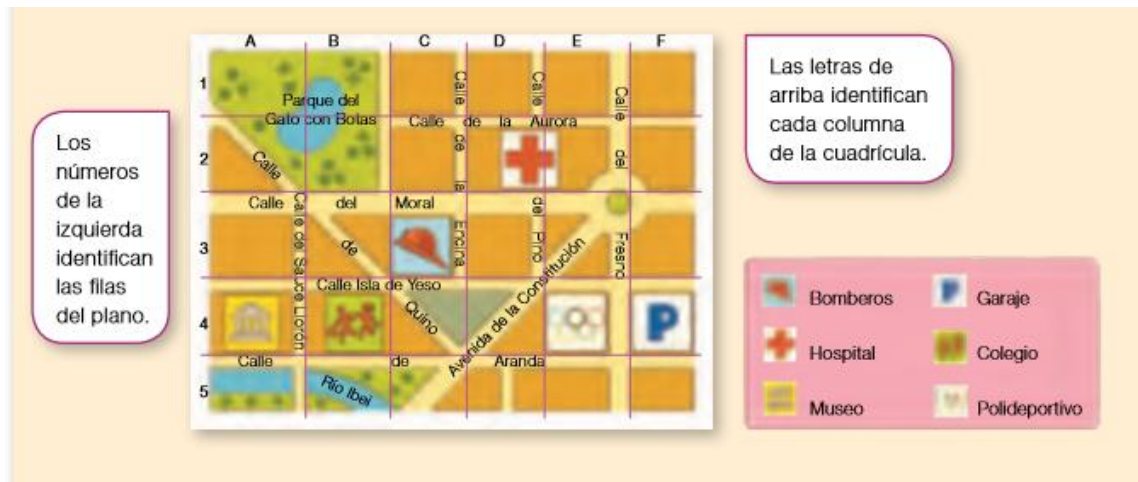 Los
números
de la
izquierda
identifican
las filas
del plano.
A B C D E F
1
2
3
4
5
Parque del
Gato con Botas
Calle de la Aurora
Calle del Moral
Calle Isla de Yeso
Calle de Aranda
Calle de Quino
Calle de Sauce Llorón
Calle de la Encina
Calle del Pino
Calle del Fresno
Avenida de la Constitución
Río Ibei
P
Las letras de
arriba identifican
cada columna
de la cuadrícula.
Bomberos
P Garaje
Hospital
Colegio
Museo
Polideportivo